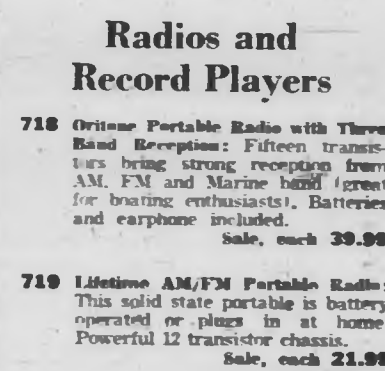 Radios and
Record Players
718 Oritone Portable Radio with Three
Band Reception: Fifteen transis-
tors bring strong reception from
AM, FM and Marine band (great
for boating enthusiasts). Batteries
and earphone included.
Sale, each 39.99
719 Lifetime AM/FM Portable Radio:
This solid state portable is battery
operated or plugs in at home.
Powerful 12 transistor chassis.
Sale, each 21.99